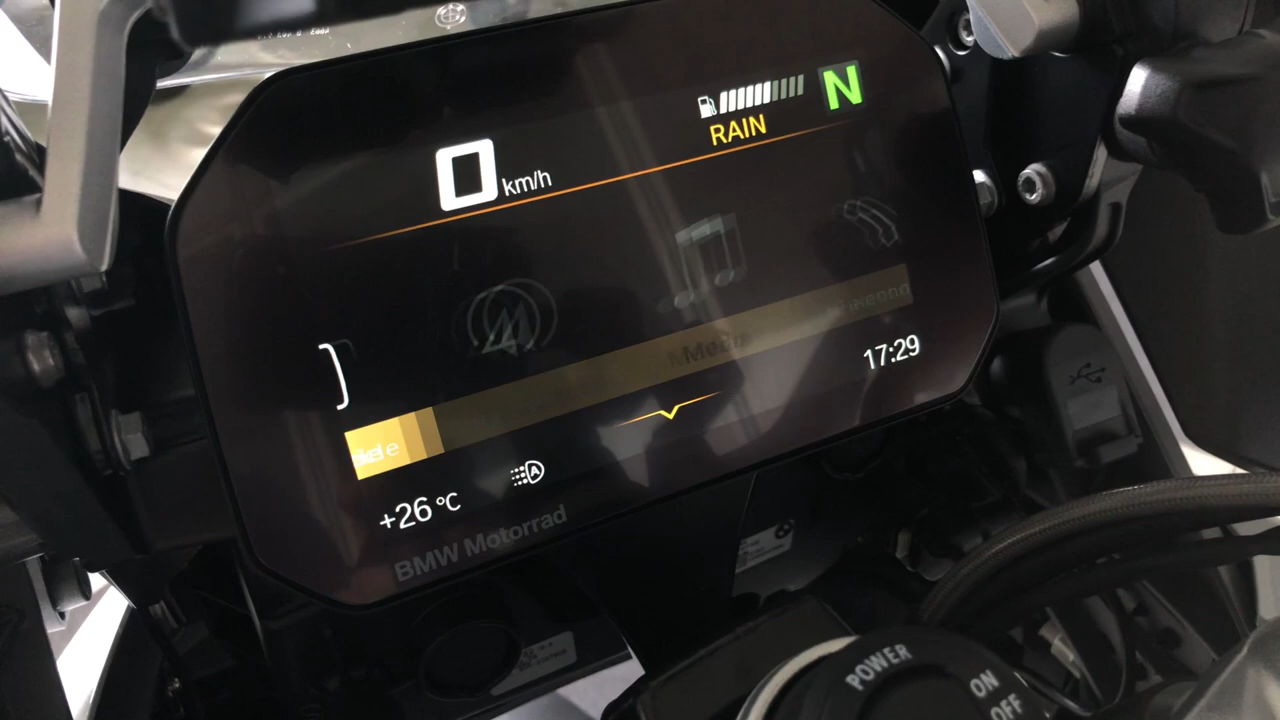 N
RAIN
0 km/h
17:29
+26 °C
A
BMW Motorrad
POWER
ON
OFF